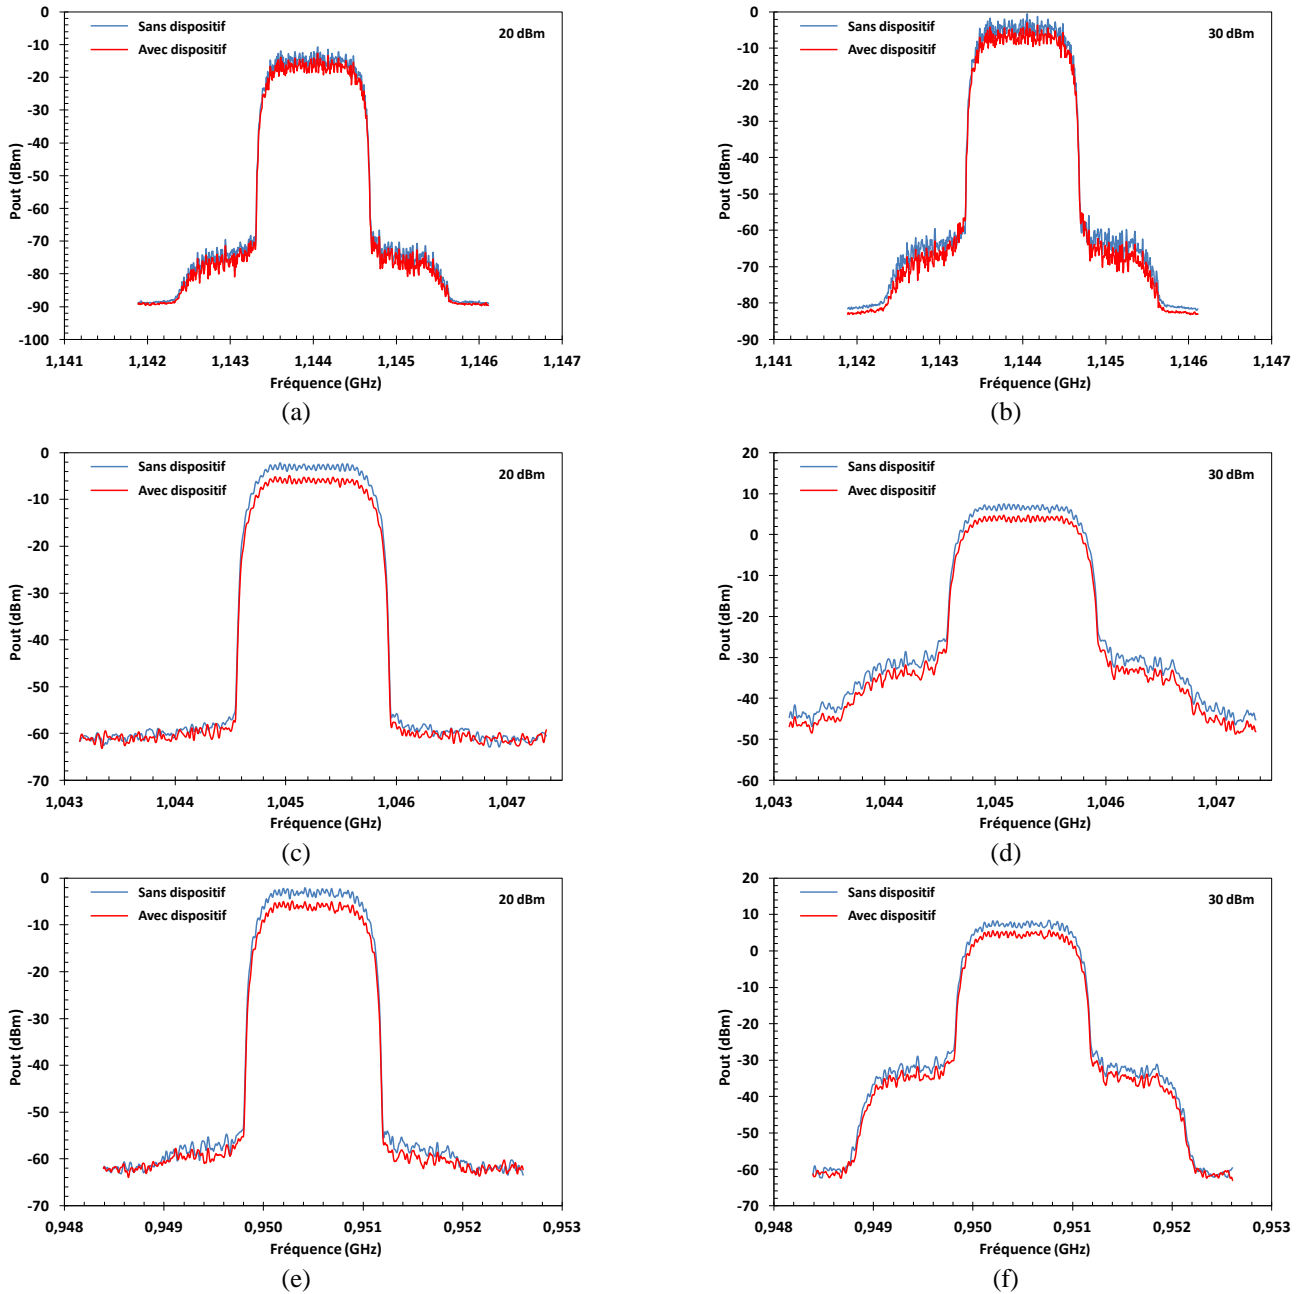 Sans dispositif
Avec dispositif
20 dBm
0
-10
-20
-30
-40
-50
-60
-70
-80
-90
-100
Pout (dBm)
1,141 1,142 1,143 1,144 1,145 1,146 1,147
Fréquence (GHz)
(a)
Sans dispositif
Avec dispositif
30 dBm
0
-10
-20
-30
-40
-50
-60
-70
-80
-90
Pout (dBm)
1,141 1,142 1,143 1,144 1,145 1,146 1,147
Fréquence (GHz)
(b)
Sans dispositif
Avec dispositif
20 dBm
0
-10
-20
-30
-40
-50
-60
-70
Pout (dBm)
1,043 1,044 1,045 1,046 1,047
Fréquence (GHz)
(c)
Sans dispositif
Avec dispositif
30 dBm
20
10
0
-10
-20
-30
-40
-50
-60
Pout (dBm)
1,043 1,044 1,045 1,046 1,047
Fréquence (GHz)
(d)
Sans dispositif
Avec dispositif
20 dBm
0
-10
-20
-30
-40
-50
-60
-70
Pout (dBm)
0,948 0,949 0,950 0,951 0,952 0,953
Fréquence (GHz)
(e)
Sans dispositif
Avec dispositif
30 dBm
20
10
0
-10
-20
-30
-40
-50
-60
-70
Pout (dBm)
0,948 0,949 0,950 0,951 0,952 0,953
Fréquence (GHz)
(f)